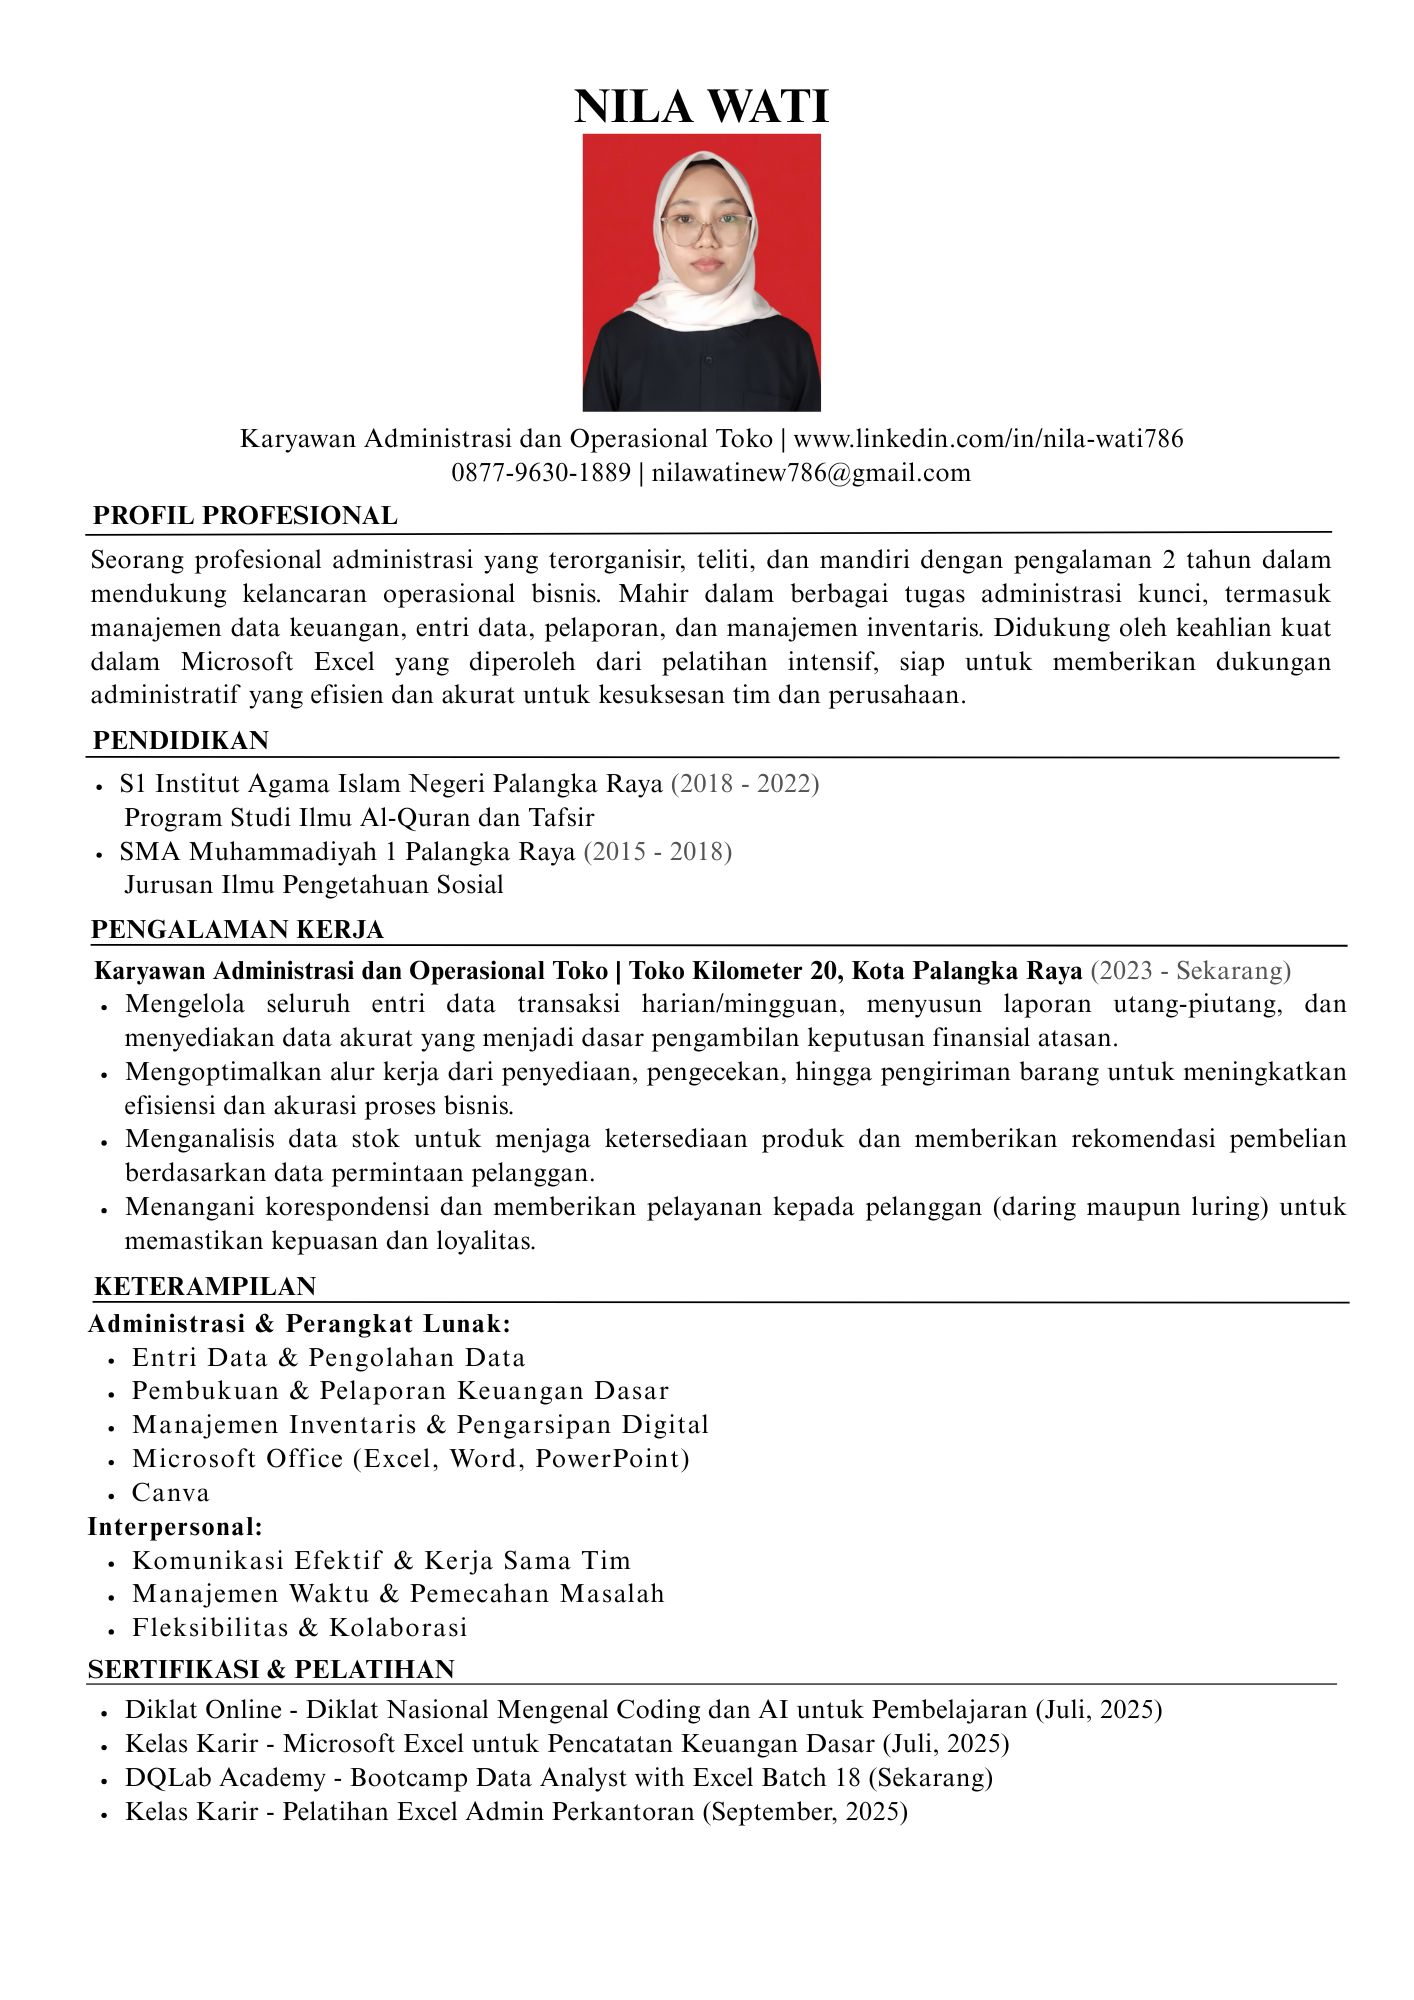 NILA WATI
Karyawan Administrasi dan Operasional Toko | www.linkedin.com/in/nila-wati786
0877-9630-1889 | nilawatinew786@gmail.com
PROFIL PROFESIONAL
Seorang profesional administrasi yang terorganisir, teliti, dan mandiri dengan pengalaman 2 tahun dalam
mendukung kelancaran operasional bisnis. Mahir dalam berbagai tugas administrasi kunci, termasuk
manajemen data keuangan, entri data, pelaporan, dan manajemen inventaris. Didukung oleh keahlian kuat
dalam Microsoft Excel yang diperoleh dari pelatihan intensif, siap untuk memberikan dukungan
administratif yang efisien dan akurat untuk kesuksesan tim dan perusahaan.
PENDIDIKAN
• S1 Institut Agama Islam Negeri Palangka Raya (2018 - 2022)
Program Studi Ilmu Al-Quran dan Tafsir
• SMA Muhammadiyah 1 Palangka Raya (2015 - 2018)
Jurusan Ilmu Pengetahuan Sosial
PENGALAMAN KERJA
Karyawan Administrasi dan Operasional Toko | Toko Kilometer 20, Kota Palangka Raya (2023 - Sekarang)
• Mengelola seluruh entri data transaksi harian/mingguan, menyusun laporan utang-piutang, dan
menyediakan data akurat yang menjadi dasar pengambilan keputusan finansial atasan.
• Mengoptimalkan alur kerja dari penyediaan, pengecekan, hingga pengiriman barang untuk meningkatkan
efisiensi dan akurasi proses bisnis.
• Menganalisis data stok untuk menjaga ketersediaan produk dan memberikan rekomendasi pembelian
berdasarkan data permintaan pelanggan.
• Menangani korespondensi dan memberikan pelayanan kepada pelanggan (daring maupun luring) untuk
memastikan kepuasan dan loyalitas.
KETERAMPILAN
Administrasi & Perangkat Lunak:
• Entri Data & Pengolahan Data
• Pembukuan & Pelaporan Keuangan Dasar
• Manajemen Inventaris & Pengarsipan Digital
• Microsoft Office (Excel, Word, PowerPoint)
• Canva
Interpersonal:
• Komunikasi Efektif & Kerja Sama Tim
• Manajemen Waktu & Pemecahan Masalah
• Fleksibilitas & Kolaborasi
SERTIFIKASI & PELATIHAN
• Diklat Online - Diklat Nasional Mengenal Coding dan AI untuk Pembelajaran (Juli, 2025)
• Kelas Karir - Microsoft Excel untuk Pencatatan Keuangan Dasar (Juli, 2025)
• DQLab Academy - Bootcamp Data Analyst with Excel Batch 18 (Sekarang)
• Kelas Karir - Pelatihan Excel Admin Perkantoran (September, 2025)